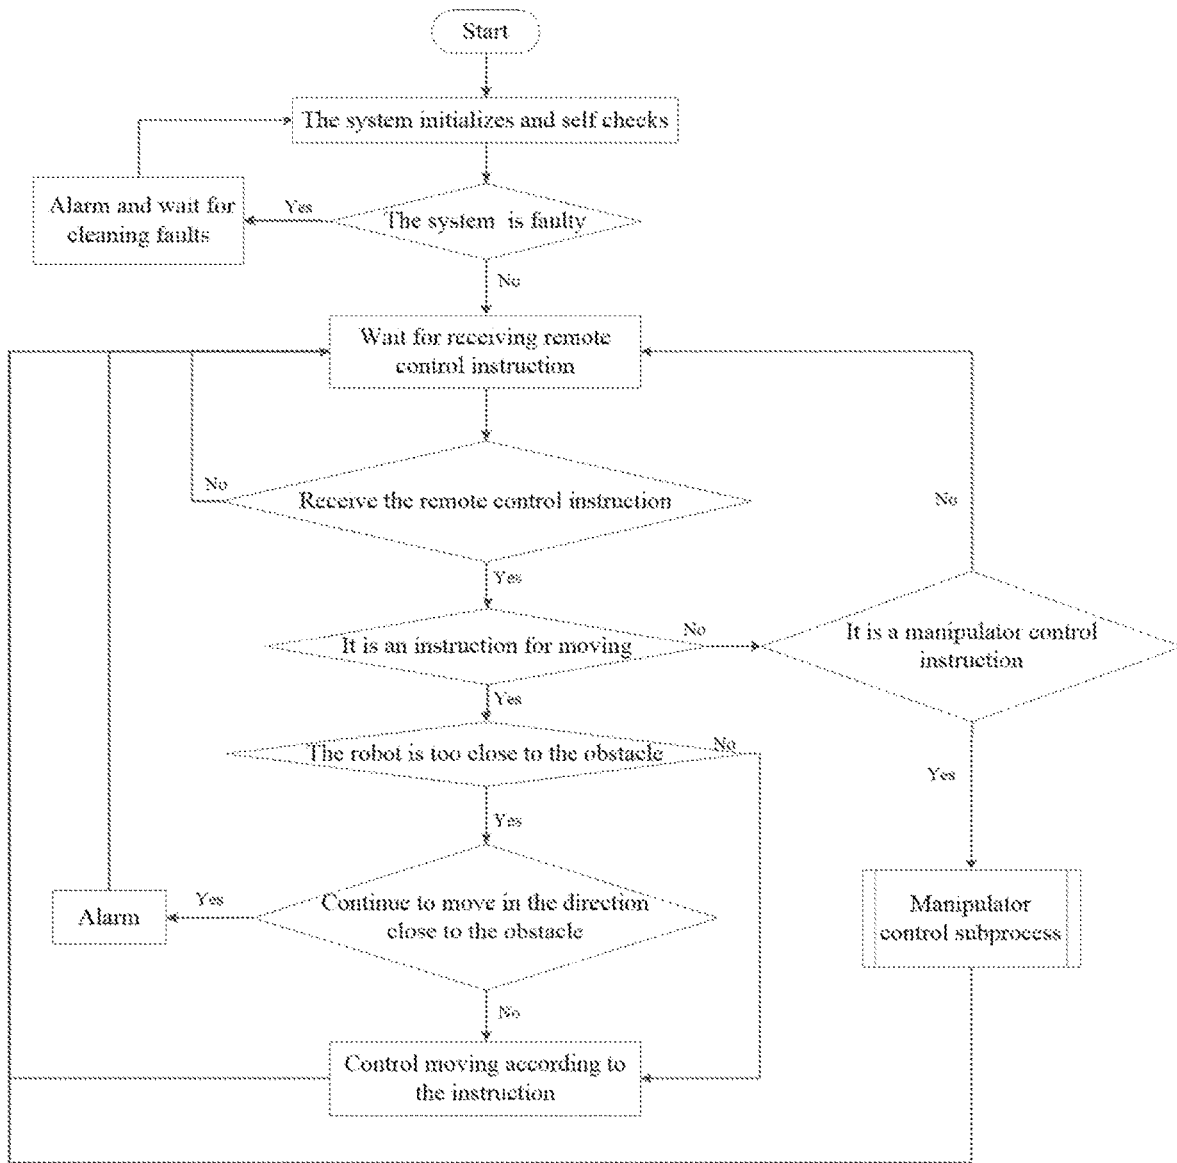 Start
The system initializes and self checks
Alarm and wait for
cleaning faults
Yes
The system is faulty
No
Wait for receiving remote
control instruction
No
Receive the remote control instruction
No
Yes
It is an instruction for moving
No
It is a manipulator control
instruction
Yes
The robot is too close to the obstacle
No
Yes
Yes
Alarm
Yes
Continue to move in the direction
close to the obstacle
Manipulator
control subprocess
No
Control moving according to
the instruction